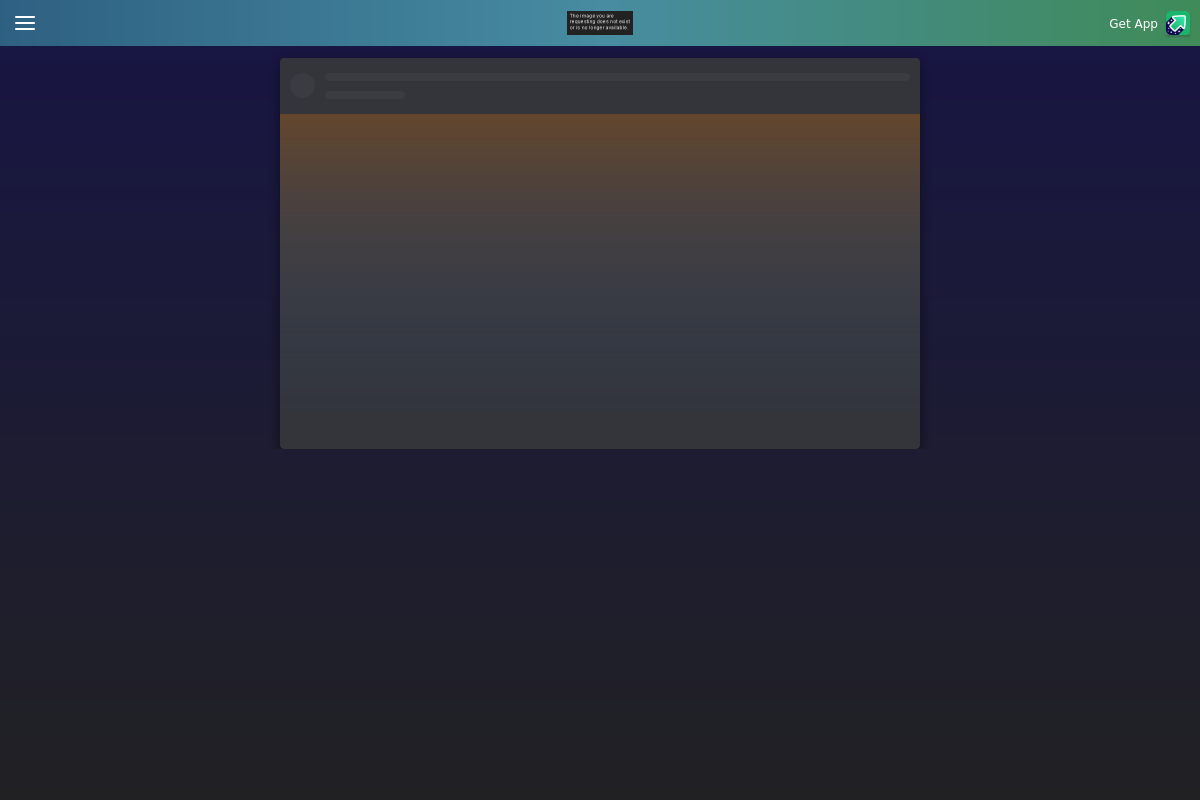 The image you are
requesting does not exist
or is no longer available.
Get App